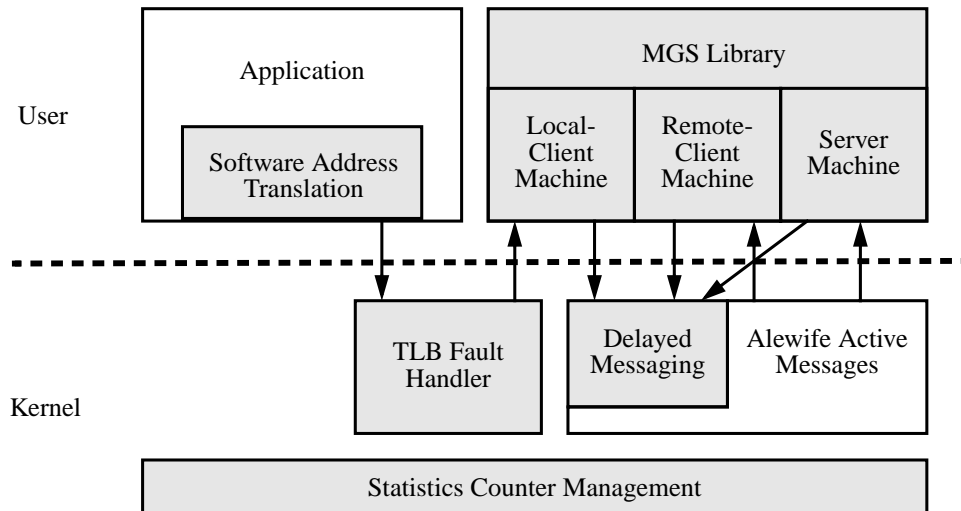 User
Application
Software Address
Translation
MGS Library
Local-
Client
Machine
Remote-
Client
Machine
Server
Machine
Kernel
TLB Fault
Handler
Delayed
Messaging
Alewife Active
Messages
Statistics Counter Management